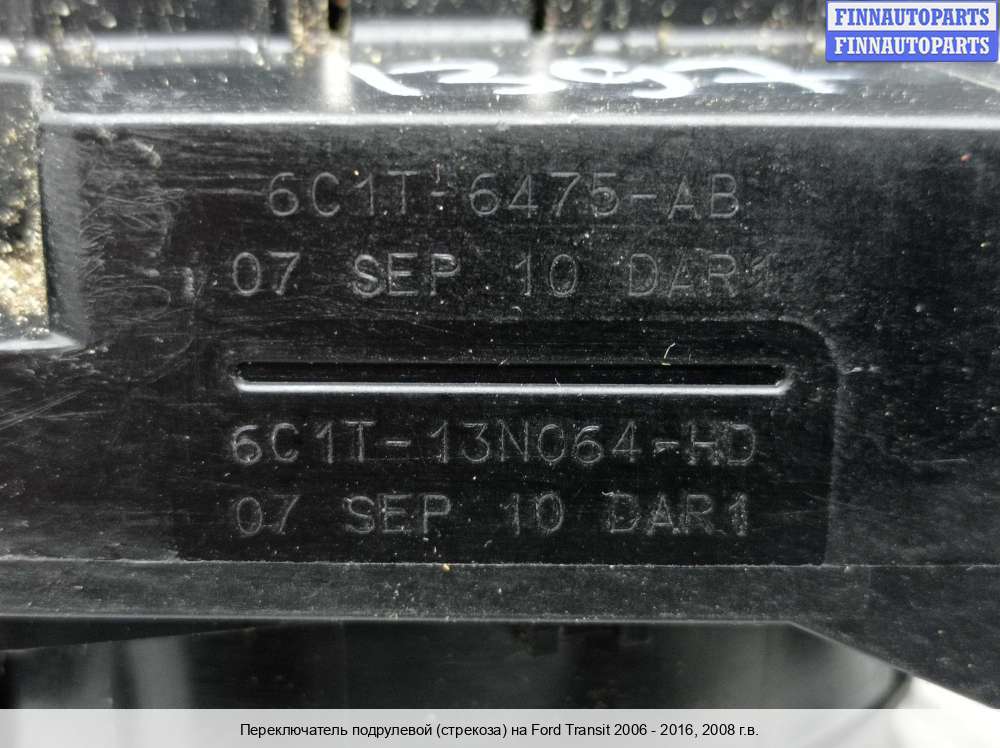 FINNAUTOPARTS
FINNAUTOPARTS
6C1T-6475-AB
07 SEP 10 DAR1
6C1T-13N064-HD
07 SEP 10 DAR1
Переключатель подрулевой (стрекоза) на Ford Transit 2006 - 2016, 2008 г.в.